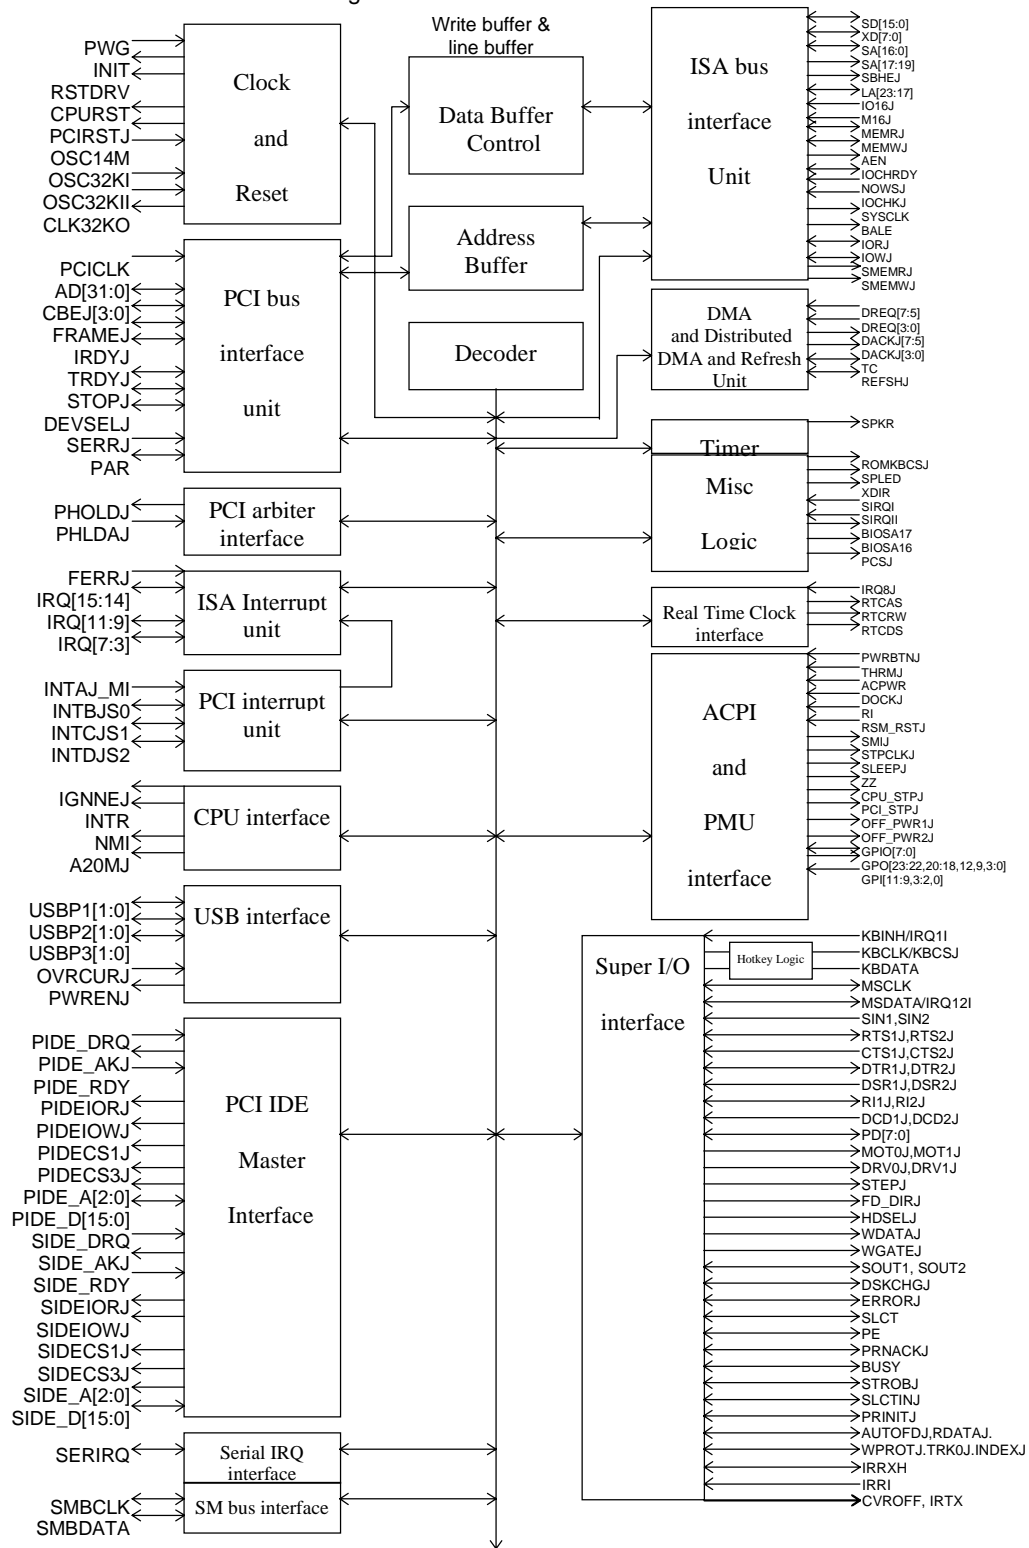 g
PWG
INIT
RSTDRV
CPURST
PCIRSTJ
OSC14M
OSC32KI
OSC32KII
CLK32KO
Clock
and
Reset
PCICLK
AD[31:0]
CBEJ[3:0]
FRAMEJ
IRDYJ
TRDYJ
STOPJ
DEVSELJ
SERRJ
PAR
PCI bus
interface
unit
PHOLDJ
PHLDAJ
PCI arbiter
interface
FERRJ
IRQ[15:14]
IRQ[11:9]
IRQ[7:3]
ISA Interrupt
unit
INTAJ_MI
INTBJS0
INTCJS1
INTDJS2
PCI interrupt
unit
IGNNEJ
INTR
NMI
A20MJ
CPU interface
USBP1[1:0]
USBP2[1:0]
USBP3[1:0]
OVRCURJ
PWRENJ
USB interface
PIDE_DRQ
PIDE_AKJ
PIDE_RDY
PIDEIORJ
PIDEIOWJ
PIDECS1J
PIDECS3J
PIDE_A[2:0]
PIDE_D[15:0]
SIDE_DRQ
SIDE_AKJ
SIDE_RDY
SIDEIORJ
SIDEIOWJ
SIDECS1J
SIDECS3J
SIDE_A[2:0]
SIDE_D[15:0]
PCI IDE
Master
Interface
SERIRQ
Serial IRQ
interface
SMBCLK
SMBDATA
SM bus interface
Write buffer &
line buffer
Data Buffer
Control
Address
Buffer
Decoder
ISA bus
interface
Unit
SD[15:0]
XD[7:0]
SA[16:0]
SA[17:19]
SBHEJ
LA[23:17]
IO16J
M16J
MEMRJ
MEMWJ
AEN
IOCHRDY
NOWSJ
IOCHKJ
SYSCLK
BALE
IORJ
IOWJ
SMEMRJ
SMEMWJ
DMA
and Distributed
DMA and Refresh
Unit
DREQ[7:5]
DREQ[3:0]
DACKJ[7:5]
DACKJ[3:0]
TC
REFSHJ
Timer
SPKR
Misc
Logic
ROMKBCSJ
SPLED
XDIR
SIRQI
SIRQII
BIOSA17
BIOSA16
PCSJ
Real Time Clock
interface
IRQ8J
RTCAS
RTCRW
RTCDS
ACPI
and
PMU
interface
PWRBTNJ
THRMJ
ACPWR
DOCKJ
RI
RSM_RSTJ
SMIJ
STPCLKJ
SLEEPJ
ZZ
CPU_STPJ
PCI_STPJ
OFF_PWR1J
OFF_PWR2J
GPIO[7:0]
GPO[23:22,20:18,12,9,3:0]
GPI[11:9,3:2,0]
Super I/O
interface
Hotkey Logic
KBINH/IRQ1I
KBCLK/KBCSJ
KBDATA
MSCLK
MSDATA/IRQ12I
SIN1,SIN2
RTS1J,RTS2J
CTS1J,CTS2J
DTR1J,DTR2J
DSR1J,DSR2J
RI1J,RI2J
DCD1J,DCD2J
PD[7:0]
MOT0J,MOT1J
DRV0J,DRV1J
STEPJ
FD_DIRJ
HDSELJ
WDATAJ
WGATEJ
SOUT1, SOUT2
DSKCHGJ
ERRORJ
SLCT
PE
PRNACKJ
BUSY
STROBJ
SLCTINJ
PRINITJ
AUTOFDJ,RDATAJ.
WPROTJ.TRK0J.INDEXJ
IRRXH
IRRI
CVROFF, IRTX